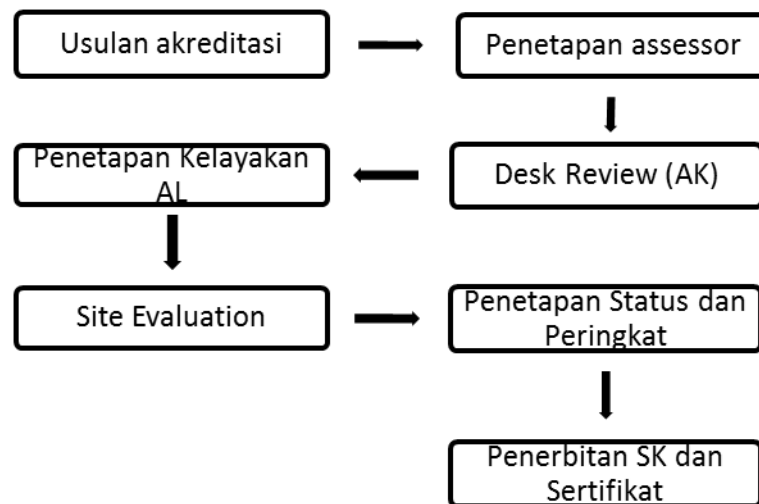 Usulan akreditasi
Penetapan assessor
Desk Review (AK)
Penetapan Kelayakan
AL
Site Evaluation
Penetapan Status dan
Peringkat
Penerbitan SK dan
Sertifikat